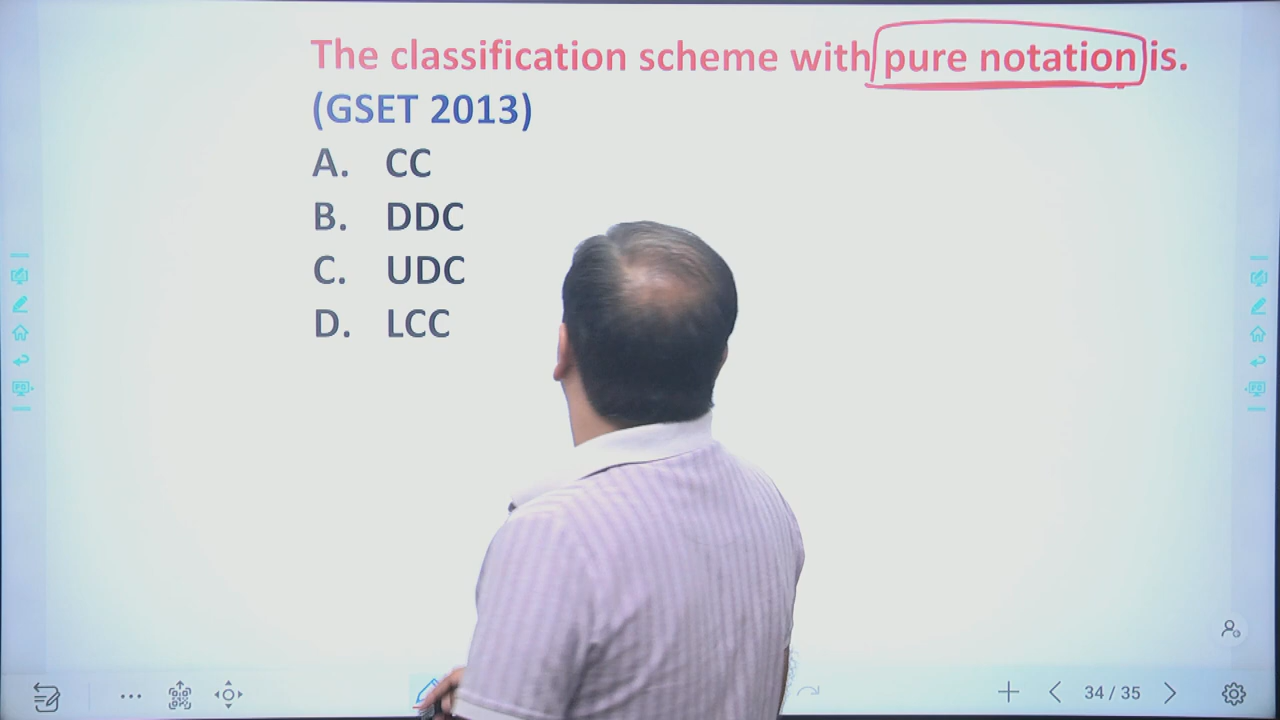 The classification scheme with pure notation is.
(GSET 2013)
A. CC
B. DDC
C. UDC
D. LCC
34 / 35